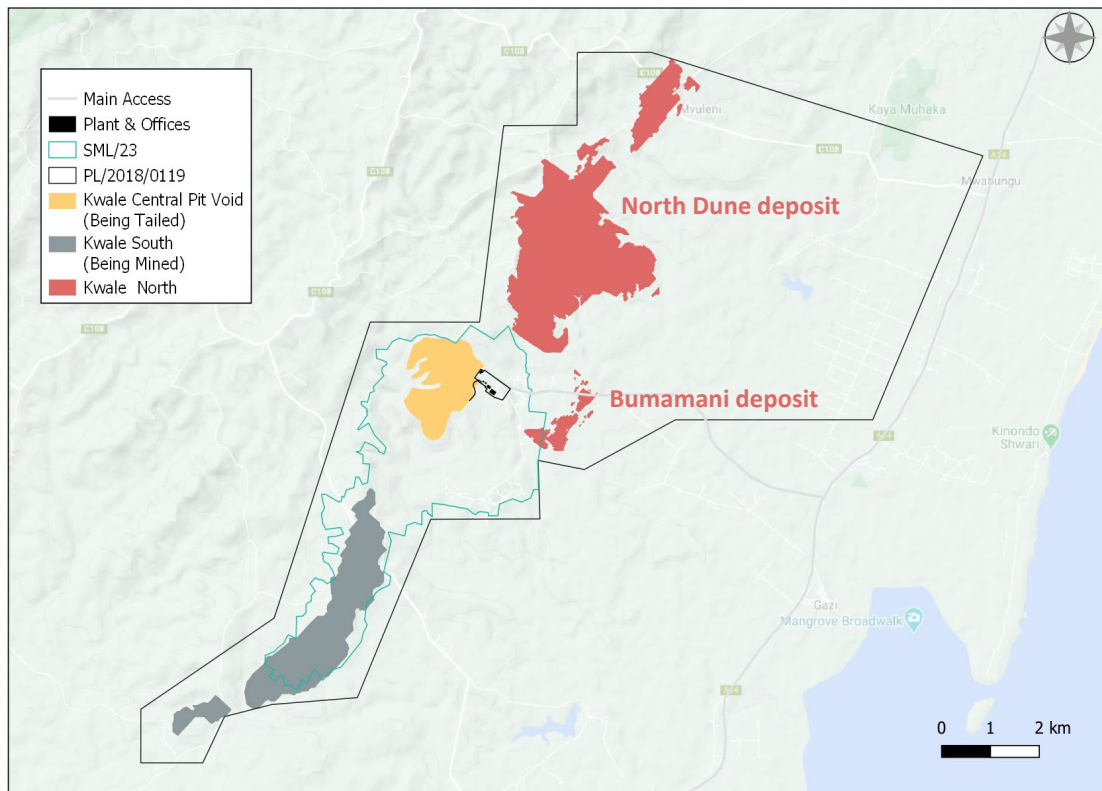 Main Access
Plant & Offices
SML/23
PL/2018/0119
Kwale Central Pit Void
(Being Tailed)
Kwale South
(Being Mined)
Kwale North
C108
C108
C108
C108
C108
Mvuleni
Kaya Muhaka
A14
Mwabungu
North Dune deposit
Bumamani deposit
A14
Kinondo
Shwari
Gazi
Mangrove Broadwalk
A14
0 1 2 km